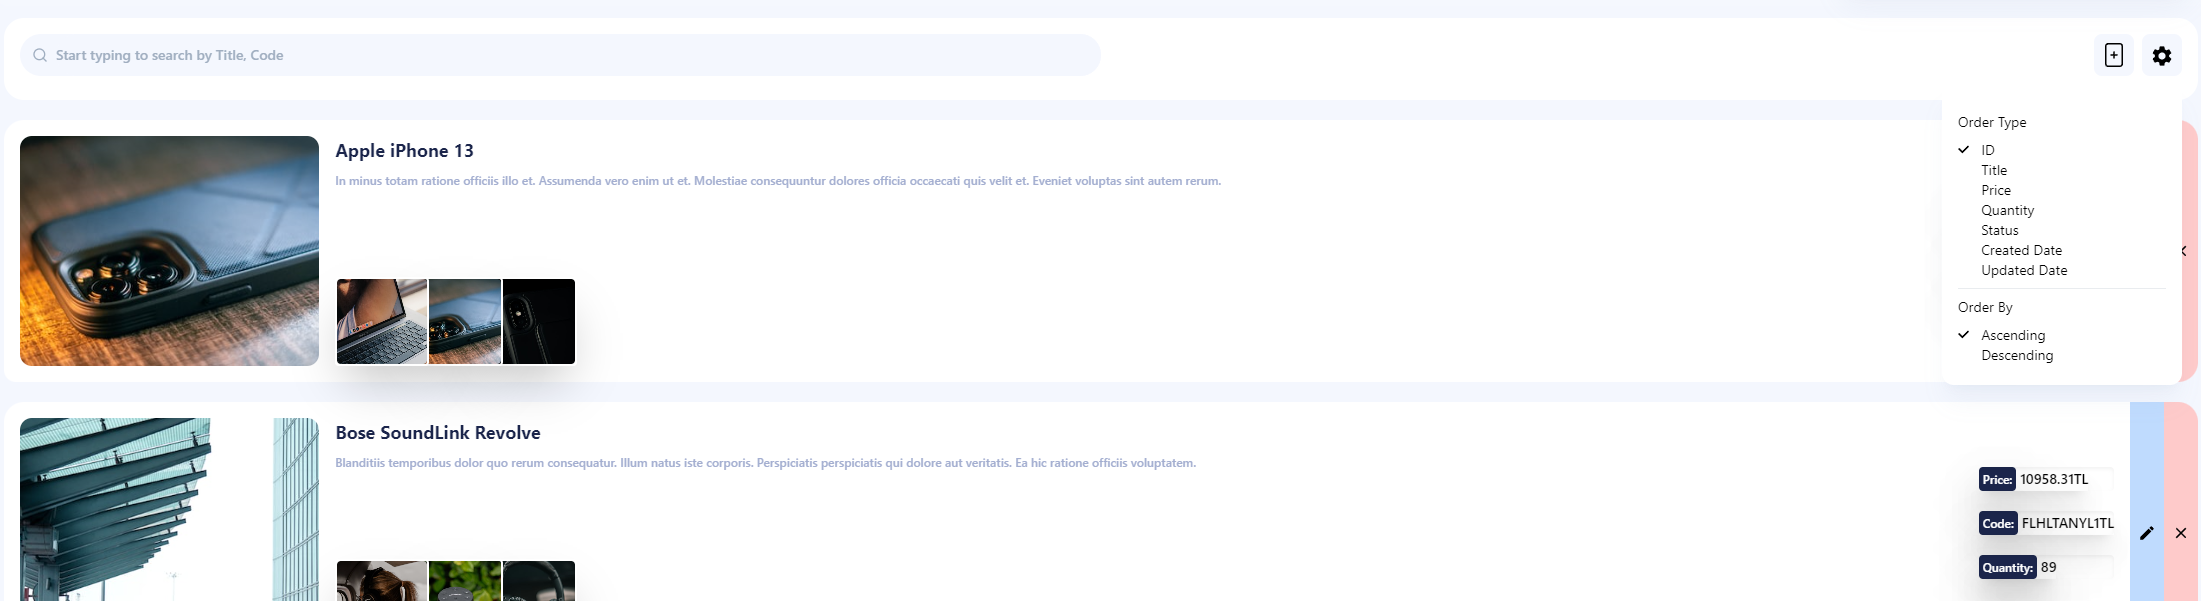 Start typing to search by Title, Code
Order Type
ID
Title
Price
Quantity
Status
Created Date
Updated Date
Order By
Ascending
Descending
Apple iPhone 13
In minus totam ratione officiis illo et. Assumenda vero enim ut et. Molestiae consequuntur dolores officia occaecati quis velit et. Eveniet voluptas sint autem rerum.
Bose SoundLink Revolve
Blanditiis temporibus dolor quo rerum consequatur. Illum natus iste corporis. Perspiciatis perspiciatis qui dolore aut veritatis. Ea hic ratione officiis voluptatem.
Price: 10958.31TL
Code: FLHLTANYL1TL
Quantity: 89